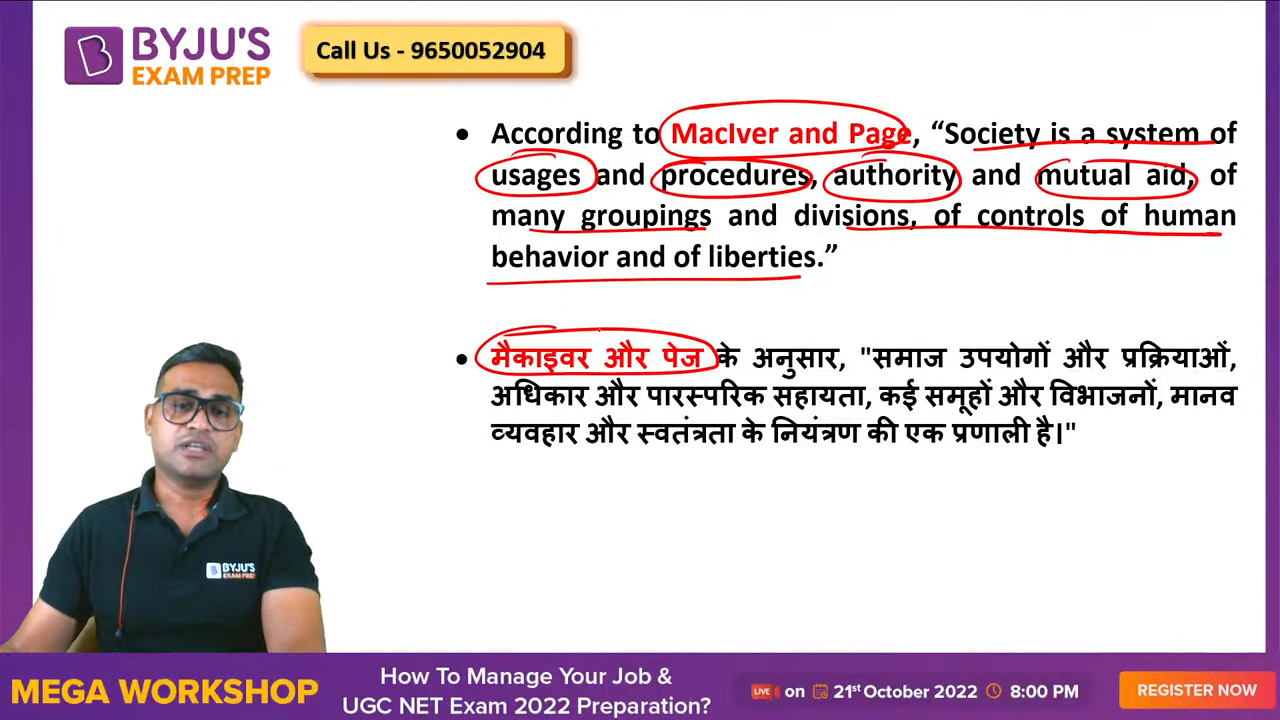 BYJU'S
EXAM PREP
Call Us - 9650052904
• According to MacIver and Page, “Society is a system of
usages and procedures, authority and mutual aid, of
many groupings and divisions, of controls of human
behavior and of liberties.”
• मैकाइवर और पेज के अनुसार, "समाज उपयोगों और प्रक्रियाओं,
अधिकार और पारस्परिक सहायता, कई समूहों और विभाजनों, मानव
व्यवहार और स्वतंत्रता के नियंत्रण की एक प्रणाली है।"
BYJU'S
EXAM PREP
MEGA WORKSHOP
How To Manage Your Job &
UGC NET Exam 2022 Preparation?
LIVE on 21st October 2022 8:00 PM
REGISTER NOW